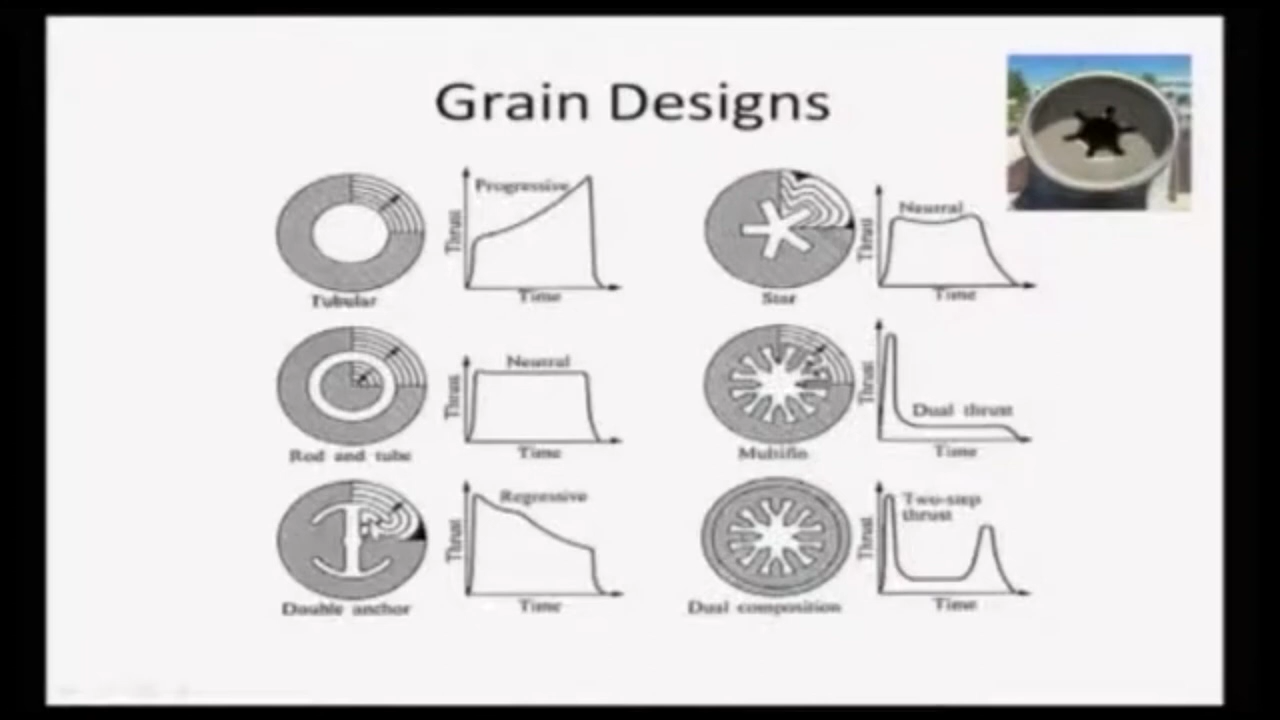 Grain Designs
Progressive
Thrust
Time
Tubular
Neutral
Thrust
Time
Star
Neutral
Thrust
Time
Rod and tube
Dual thrust
Thrust
Time
Multifin
Regressive
Thrust
Time
Double anchor
Two-step
thrust
Thrust
Time
Dual composition